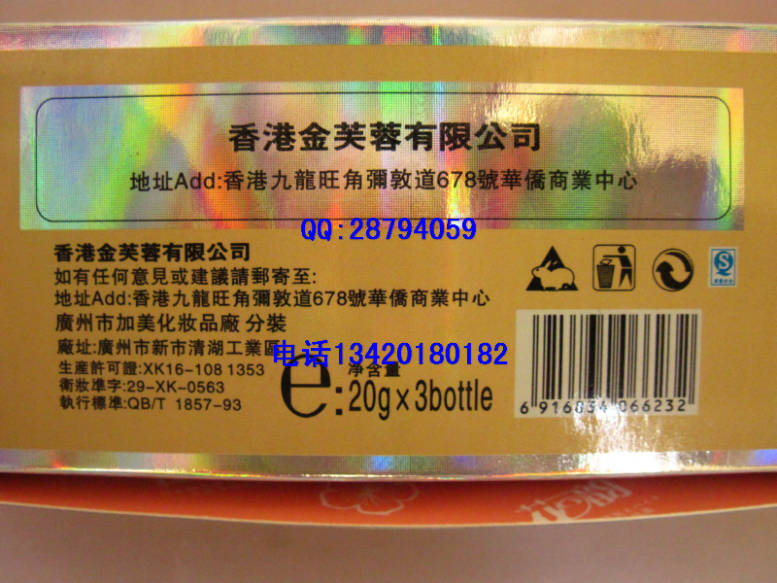 香港金芙蓉有限公司
地址Add:香港九龍旺角彌敦道678號華僑商業中心
QQ:28794059
香港金芙蓉有限公司
如有任何意見或建議請郵寄至:
地址Add:香港九龍旺角彌敦道678號華僑商業中心
廣州市加美化妝品廠 分裝
廠址:廣州市新市清湖工業區
电话13420180182
生産許可證:XK16-108 1353
衛妝準字:29-XK-0563
執行標準:QB/T 1857-93
净含量
e:20g x 3bottle
6 916834 066232